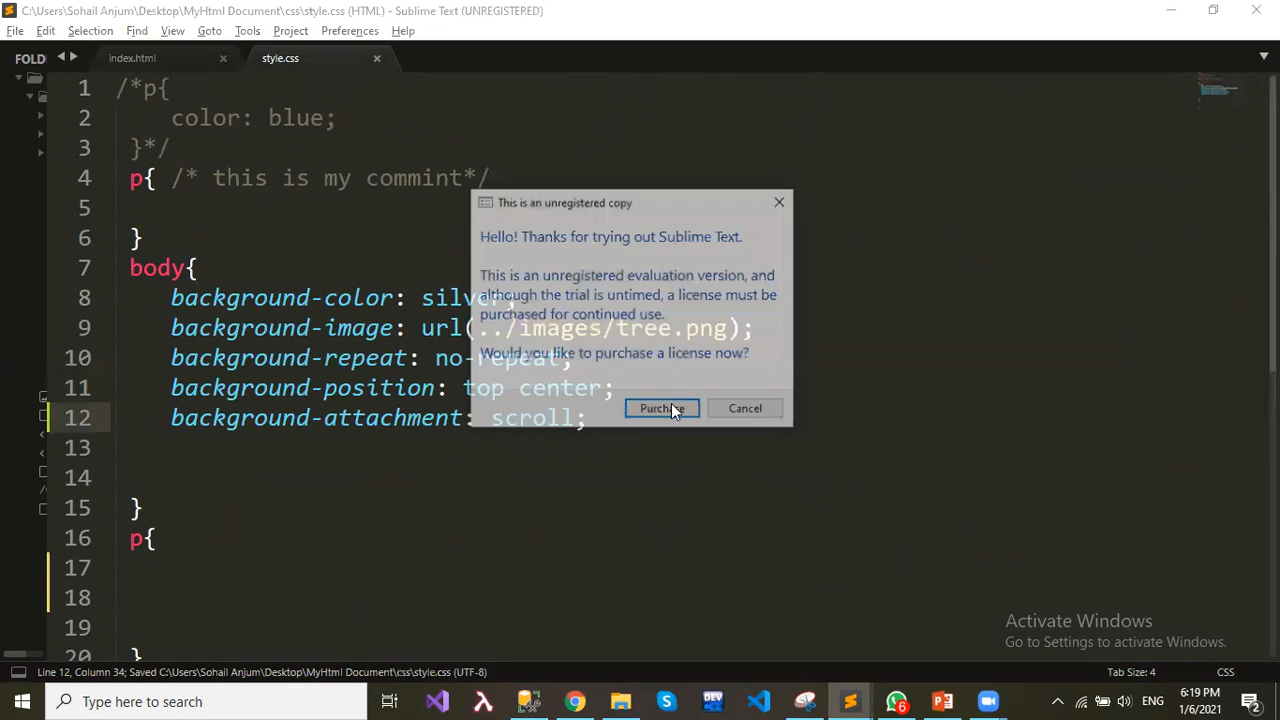 C:\Users\Sohail Anjum\Desktop\MyHtml Document\css\style.css (HTML) - Sublime Text (UNREGISTERED)
File Edit Selection Find View Goto Tools Project Preferences Help
FOLD
index.html
style.css
1 /*p{
2 color: blue;
3 }*/
4 p{ /* this is my commint*/
5
6 }
7 body{
8 background-color: silver;
9 background-image: url(../images/tree.png);
10 background-repeat: no-repeat;
11 background-position: top center;
12 background-attachment: scroll;
13
14
15 }
16 p{
17
18
19
20 }
This is an unregistered copy
Hello! Thanks for trying out Sublime Text.
This is an unregistered evaluation version, and
although the trial is untimed, a license must be
purchased for continued use.
Would you like to purchase a license now?
Purchase
Cancel
Activate Windows
Go to Settings to activate Windows.
Line 12, Column 34; Saved C:\Users\Sohail Anjum\Desktop\MyHtml Document\css\style.css (UTF-8)
Tab Size: 4
CSS
Type here to search
DEV
6
ENG
6:19 PM
1/6/2021
2